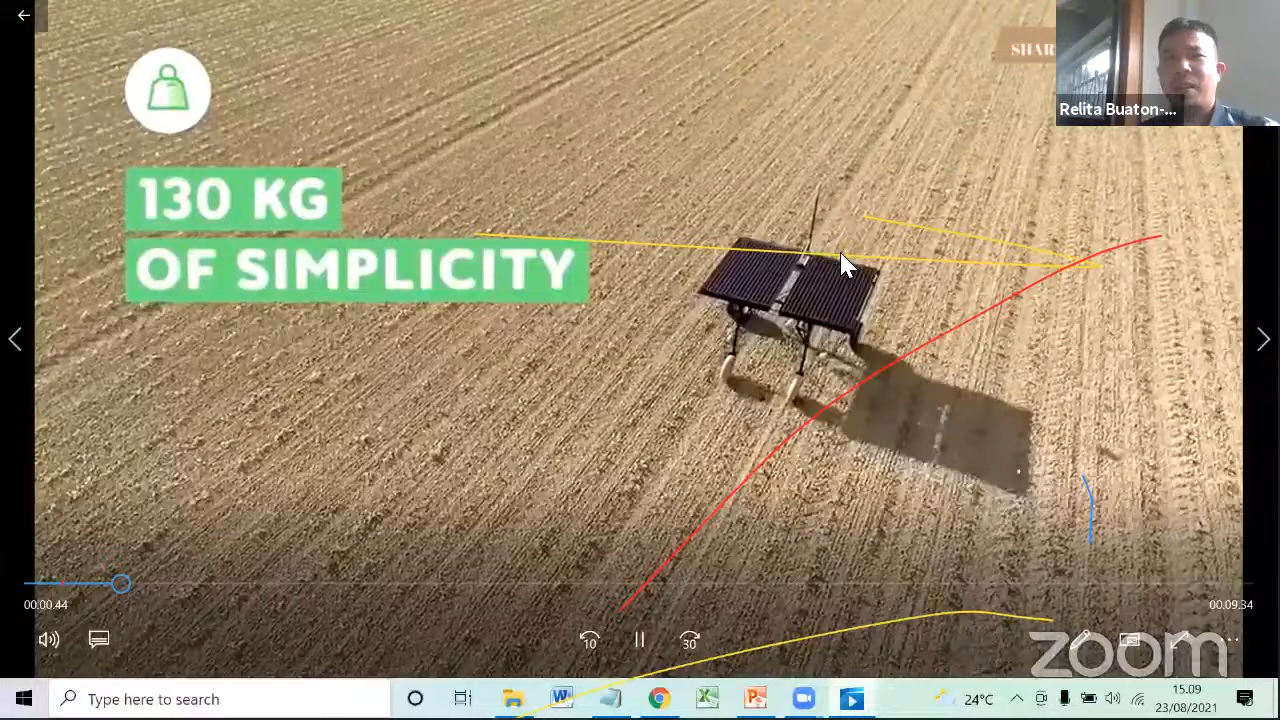 SHAR
Relita Buaton-...
130 KG
OF SIMPLICITY
00:00.44
00:09.34
10
30
zoom
Type here to search
24°C
15.09
23/08/2021